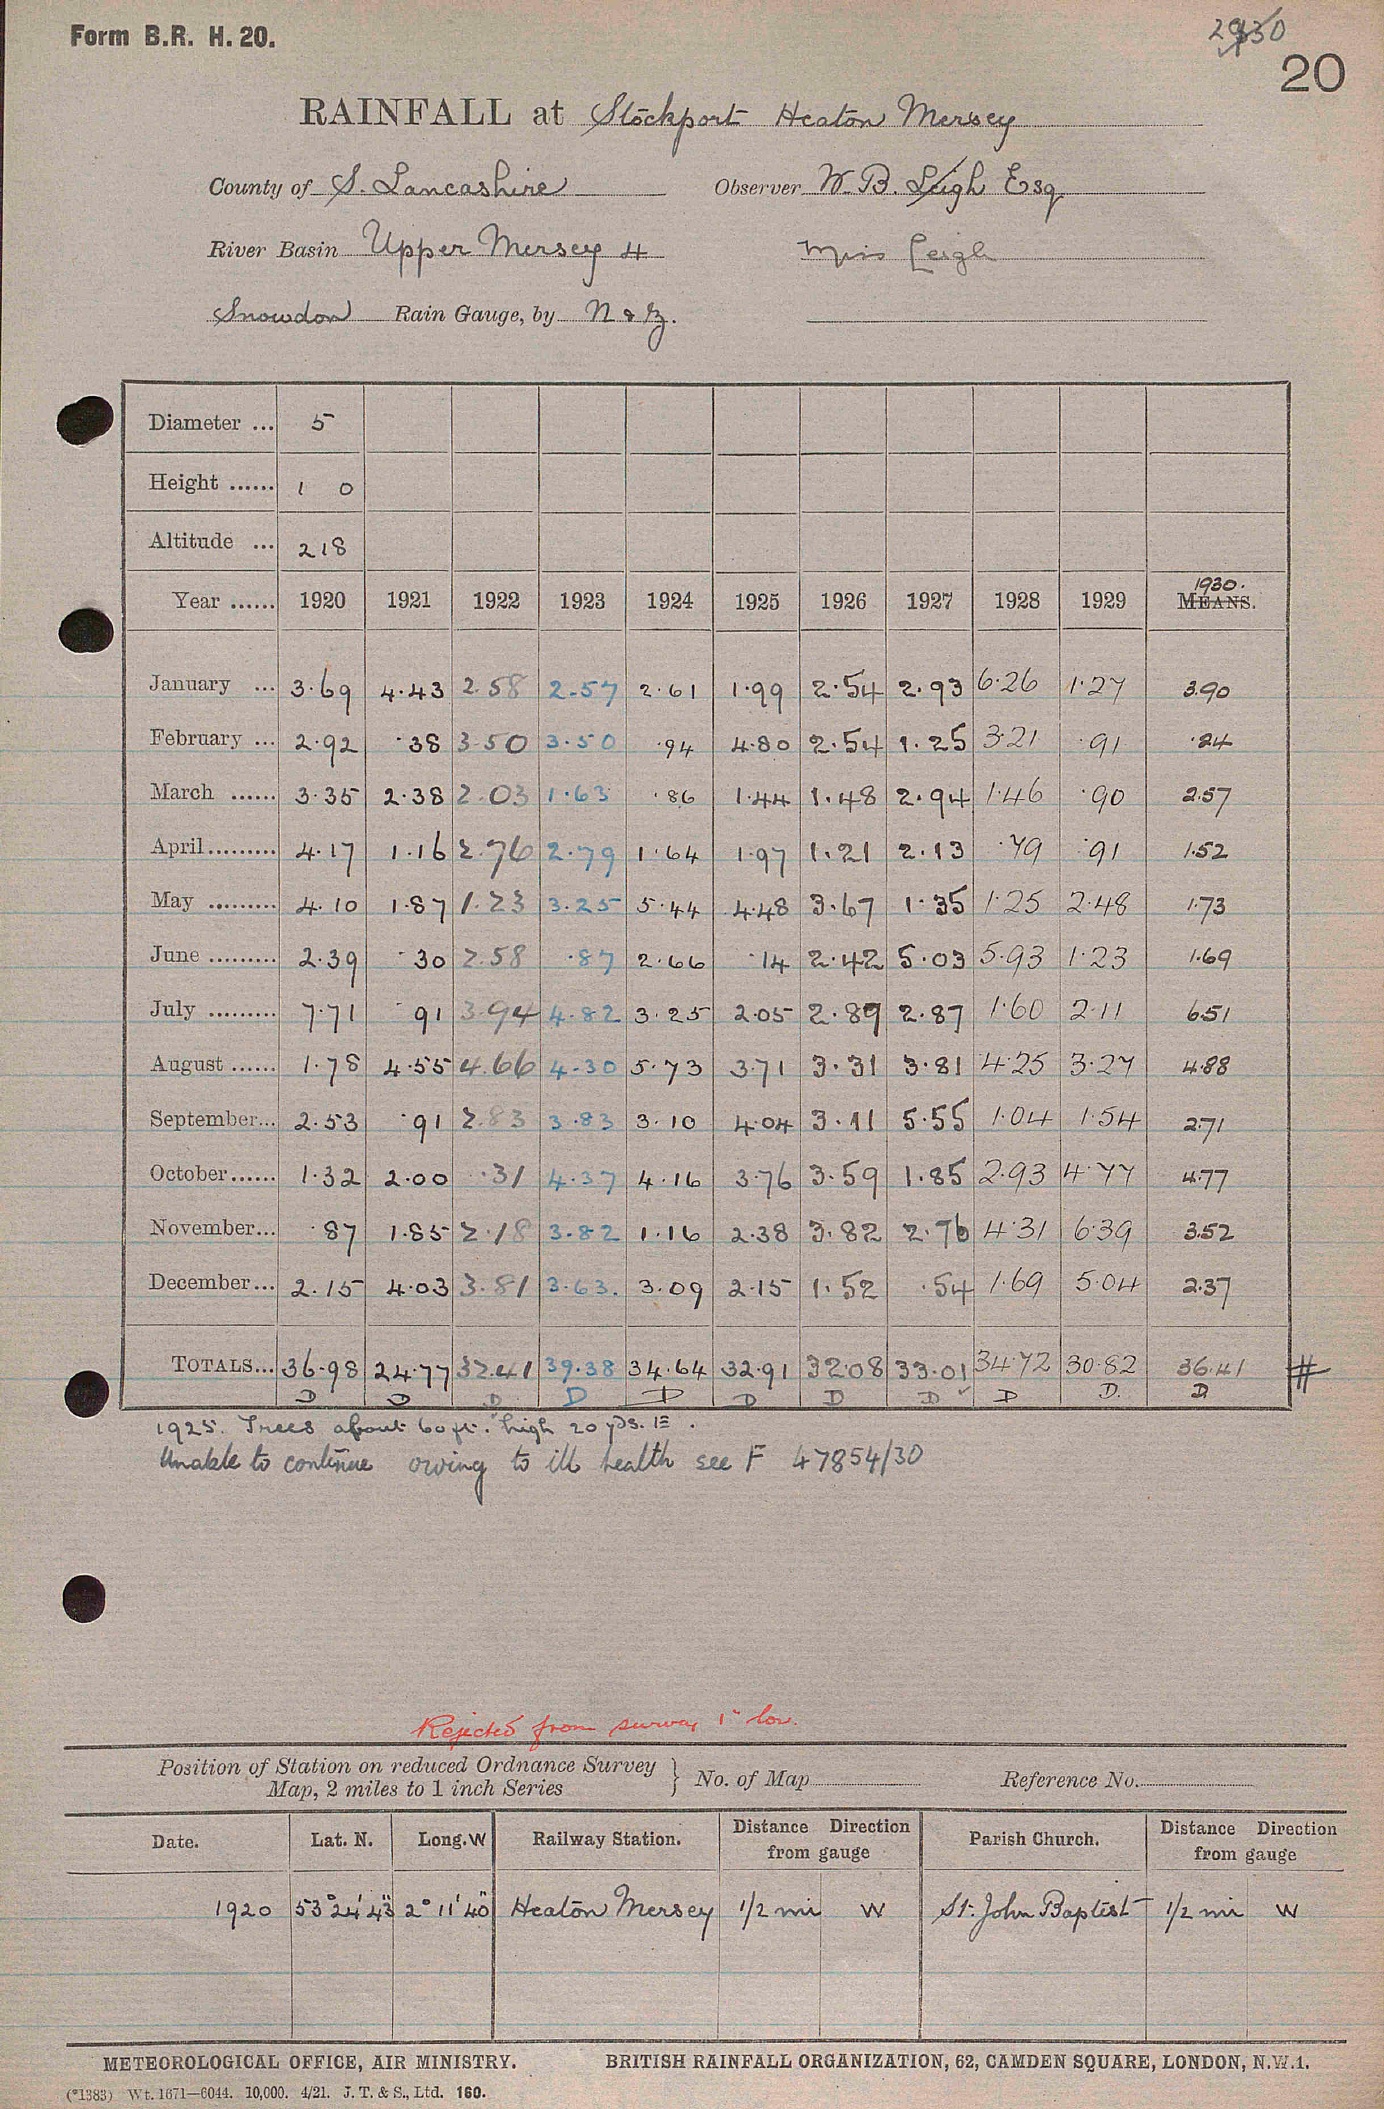 Form B.R. H. 20.
2930
20
RAINFALL at Stockport Heaton Mersey
County of S. Lancashire Observer W. B. Leigh Esq
River Basin Upper Mersey 4 Miss Leigh
Snowdon Rain Gauge, by N & Z.
Diameter ... 5
Height ...... 1 0
Altitude ... 218
Year ...... 1920 1921 1922 1923 1924 1925 1926 1927 1928 1929 1930. MEANS.
January ... 3.69 4.43 2.58 2.57 2.61 1.99 2.54 2.93 6.26 1.27 3.90
February ... 2.92 .38 3.50 3.50 .94 4.80 2.54 1.25 3.21 .91 .24
March ...... 3.35 2.38 2.03 1.63 .86 1.44 1.48 2.94 1.46 .90 2.57
April......... 4.17 1.16 2.76 2.79 1.64 1.97 1.21 2.13 .79 .91 1.52
May ......... 4.10 1.87 1.23 3.25 5.44 4.48 3.67 1.35 1.25 2.48 1.73
June ......... 2.39 .30 2.58 .87 2.66 .14 2.42 5.03 5.93 1.23 1.69
July ......... 7.71 .91 3.94 4.82 3.25 2.05 2.89 2.87 1.60 2.11 6.51
August ...... 1.78 4.55 4.66 4.30 5.73 3.71 3.31 3.81 4.25 3.27 4.88
September... 2.53 .91 2.83 3.83 3.10 4.04 3.11 5.55 1.04 1.54 2.71
October...... 1.32 2.00 .31 4.37 4.16 3.76 3.59 1.85 2.93 4.77 4.77
November... .87 1.85 2.18 3.82 1.16 2.38 3.82 2.76 4.31 6.39 3.52
December... 2.15 4.03 3.81 3.63. 3.09 2.15 1.52 .54 1.69 5.04 2.37
TOTALS... 36.98 24.77 32.41 39.38 34.64 32.91 32.08 33.01 34.72 30.82 36.41 #
D D D D D D D D ✓ D D. D
1925. Trees about 60 ft. high 20 yds. E.
Unable to continue owing to ill health see F 47854/30
Rejected from survey 1" low.
Position of Station on reduced Ordnance Survey Map, 2 miles to 1 inch Series } No. of Map Reference No.
Date. Lat. N. Long. W Railway Station. Distance Direction from gauge Parish Church. Distance Direction from gauge
1920 53° 24' 43" 2° 11' 40" Heaton Mersey 1/2 mi W St. John Baptist 1/2 mi W
METEOROLOGICAL OFFICE, AIR MINISTRY. BRITISH RAINFALL ORGANIZATION, 62, CAMDEN SQUARE, LONDON, N.W.1.
(*1383) Wt. 1671—6044. 10,000. 4/21. J. T. & S., Ltd. 160.